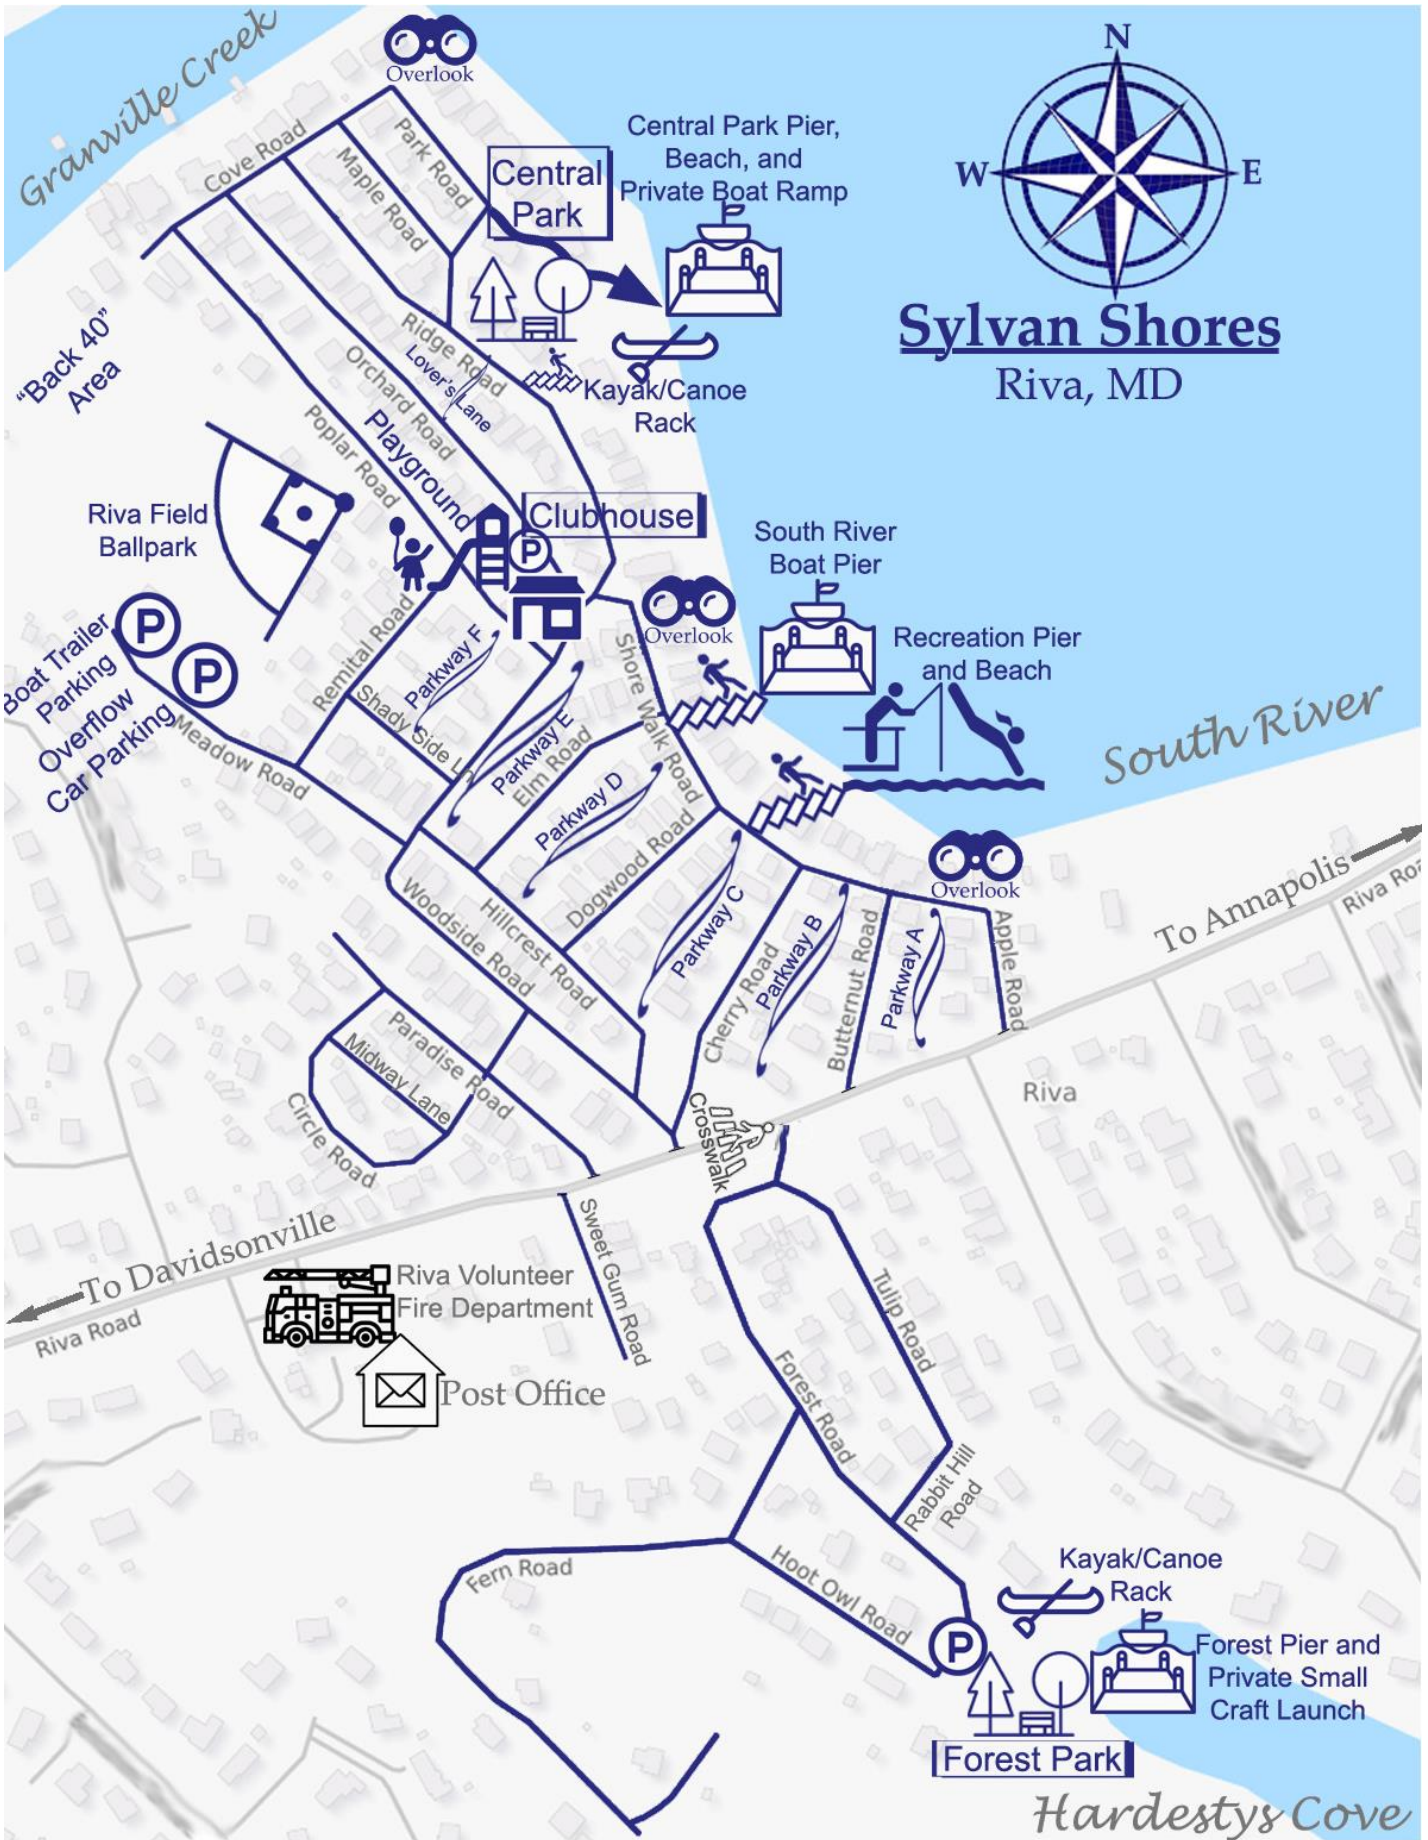 Granville Creek
Overlook
N
W
E
Sylvan Shores
Riva, MD
Cove Road
Park Road
Maple Road
Central
Park
Central Park Pier,
Beach, and
Private Boat Ramp
"Back 40"
Area
Ridge Road
Lover's Lane
Orchard Road
Poplar Road
Kayak/Canoe
Rack
Playground
Clubhouse
P
Riva Field
Ballpark
South River
Boat Pier
Overlook
Recreation Pier
and Beach
South River
P
P
Boat Trailer
Parking
Overflow
Car Parking
Meadow Road
Remital Road
Shady Side Ln
Parkway F
Parkway E
Elm Road
Shore Walk Road
Parkway D
Dogwood Road
Overlook
To Annapolis
Riva Roa
Woodside Road
Hillcrest Road
Parkway C
Cherry Road
Parkway B
Butternut Road
Parkway A
Apple Road
Paradise Road
Midway Lane
Circle Road
Riva
Crosswalk
To Davidsonville
Riva Road
Riva Volunteer
Fire Department
Post Office
Sweet Gum Road
Tulip Road
Forest Road
Rabbit Hill
Road
Fern Road
Hoot Owl Road
P
Kayak/Canoe
Rack
Forest Pier and
Private Small
Craft Launch
Forest Park
Hardestys Cove